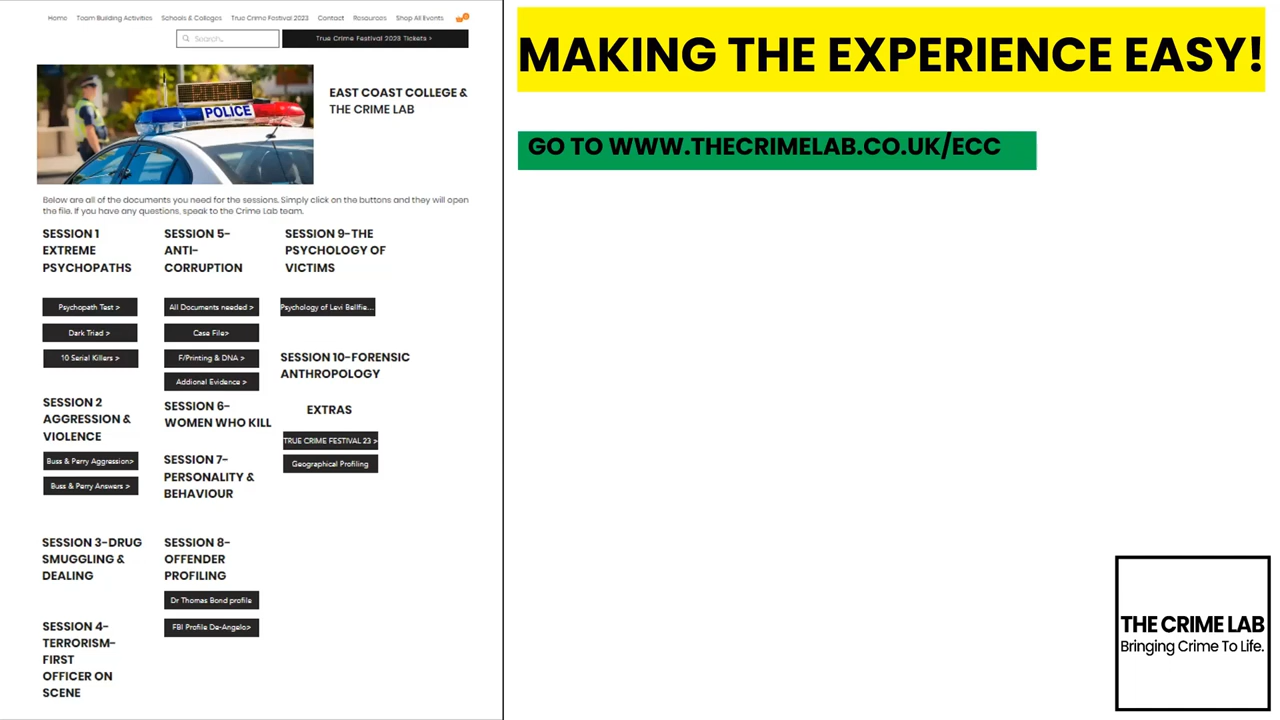 Home Team Building Activities Schools & Colleges True Crime Festival 2023 Contact Resources Shop All Events 0
Search...
True Crime Festival 2023 Tickets >
POLICE
EAST COAST COLLEGE &
THE CRIME LAB
Below are all of the documents you need for the sessions. Simply click on the buttons and they will open
the file. If you have any questions, speak to the Crime Lab team.
SESSION 1
EXTREME
PSYCHOPATHS
Psychopath Test >
Dark Triad >
10 Serial Killers >
SESSION 2
AGGRESSION &
VIOLENCE
Buss & Perry Aggression>
Buss & Perry Answers >
SESSION 3-DRUG
SMUGGLING &
DEALING
SESSION 4-
TERRORISM-
FIRST
OFFICER ON
SCENE
SESSION 5-
ANTI-
CORRUPTION
All Documents needed >
Case File>
F/Printing & DNA >
Addional Evidence >
SESSION 6-
WOMEN WHO KILL
SESSION 7-
PERSONALITY &
BEHAVIOUR
SESSION 8-
OFFENDER
PROFILING
Dr Thomas Bond profile
FBI Profile De-Angelo>
SESSION 9-THE
PSYCHOLOGY OF
VICTIMS
Psychology of Levi Bellfie...
SESSION 10-FORENSIC
ANTHROPOLOGY
EXTRAS
TRUE CRIME FESTIVAL 23 >
Geographical Profiling
MAKING THE EXPERIENCE EASY!
GO TO WWW.THECRIMELAB.CO.UK/ECC
THE CRIME LAB
Bringing Crime To Life.